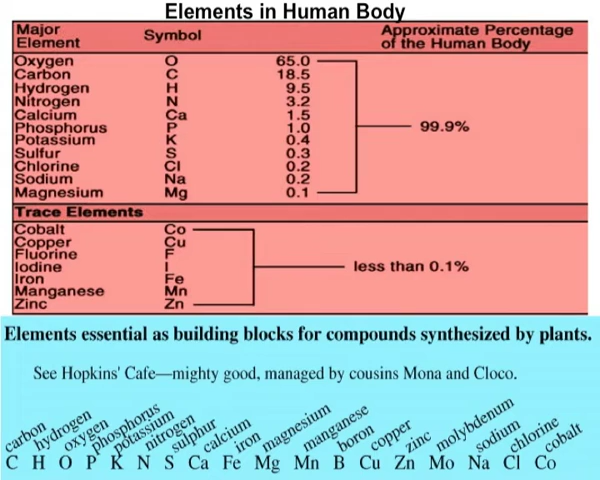 Elements in Human Body
Major Element Symbol Approximate Percentage of the Human Body
Oxygen O 65.0
Carbon C 18.5
Hydrogen H 9.5
Nitrogen N 3.2
Calcium Ca 1.5
Phosphorus P 1.0 99.9%
Potassium K 0.4
Sulfur S 0.3
Chlorine Cl 0.2
Sodium Na 0.2
Magnesium Mg 0.1
Trace Elements
Cobalt Co
Copper Cu
Fluorine F
Iodine I less than 0.1%
Iron Fe
Manganese Mn
Zinc Zn
Elements essential as building blocks for compounds synthesized by plants.
See Hopkins' Cafe—mighty good, managed by cousins Mona and Cloco.
carbon hydrogen oxygen phosphorus potassium nitrogen sulphur calcium iron magnesium manganese boron copper zinc molybdenum sodium chlorine cobalt
C H O P K N S Ca Fe Mg Mn B Cu Zn Mo Na Cl Co